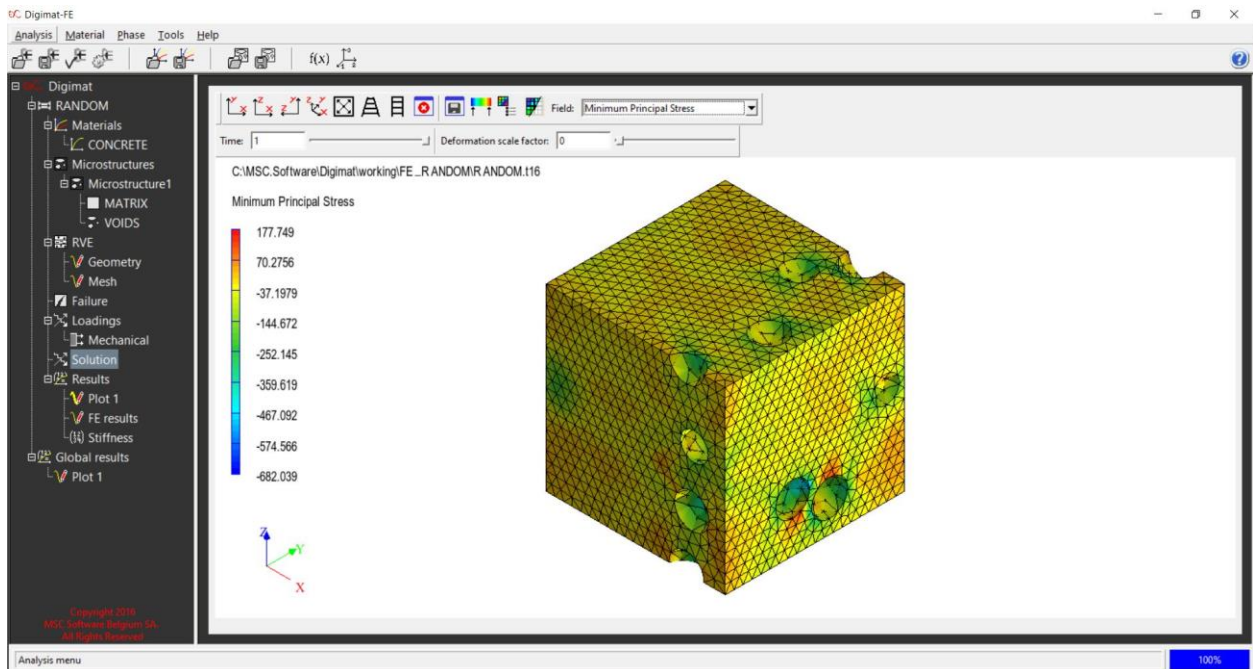 Digimat-FE
Analysis Material Phase Tools Help
f(x)
Digimat
RANDOM
Materials
CONCRETE
Microstructures
Microstructure1
MATRIX
VOIDS
RVE
Geometry
Mesh
Failure
Loadings
Mechanical
Solution
Results
Plot 1
FE results
Stiffness
Global results
Plot 1
Copyright 2016
MSC Software Belgium SA.
All Rights Reserved
Field: Minimum Principal Stress
Time: 1 Deformation scale factor: 0
C:\MSC.Software\Digimat\working\FE_R ANDOM\R ANDOM.t16
Minimum Principal Stress
177.749
70.2756
-37.1979
-144.672
-252.145
-359.619
-467.092
-574.566
-682.039
Z
Y
X
Analysis menu
100%